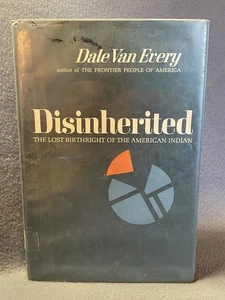 Dale Van Every
author of THE FRONTIER PEOPLE OF AMERICA
Disinherited
THE LOST BIRTHRIGHT OF THE AMERICAN INDIAN